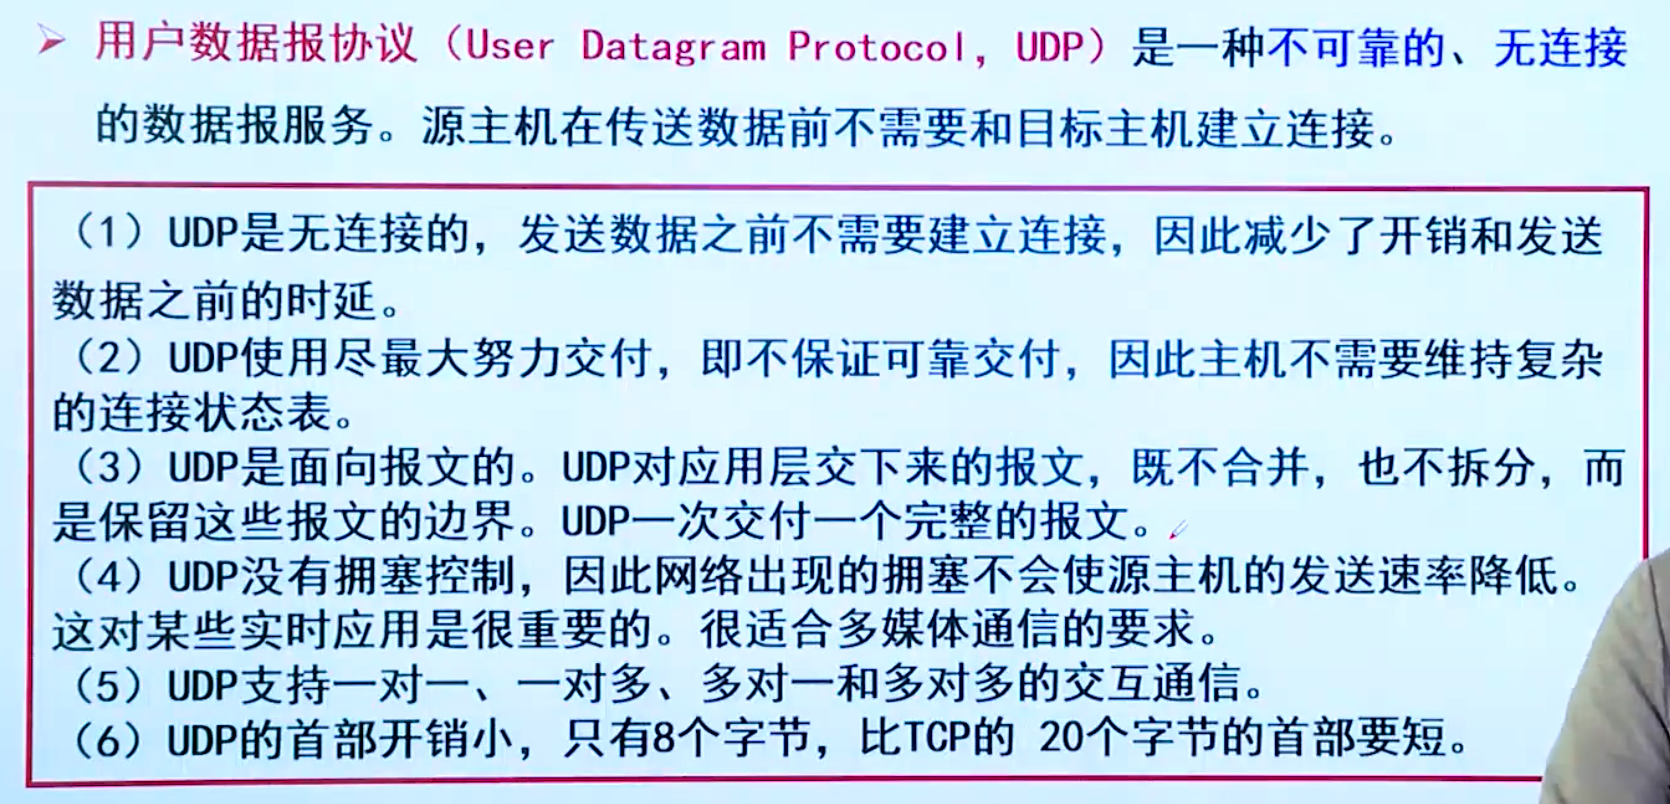 用户数据报协议（User Datagram Protocol，UDP）是一种不可靠的、无连接
的数据报服务。源主机在传送数据前不需要和目标主机建立连接。
（1）UDP是无连接的，发送数据之前不需要建立连接，因此减少了开销和发送
数据之前的时延。
（2）UDP使用尽最大努力交付，即不保证可靠交付，因此主机不需要维持复杂
的连接状态表。
（3）UDP是面向报文的。UDP对应用层交下来的报文，既不合并，也不拆分，而
是保留这些报文的边界。UDP一次交付一个完整的报文。
（4）UDP没有拥塞控制，因此网络出现的拥塞不会使源主机的发送速率降低。
这对某些实时应用是很重要的。很适合多媒体通信的要求。
（5）UDP支持一对一、一对多、多对一和多对多的交互通信。
（6）UDP的首部开销小，只有8个字节，比TCP的 20个字节的首部要短。